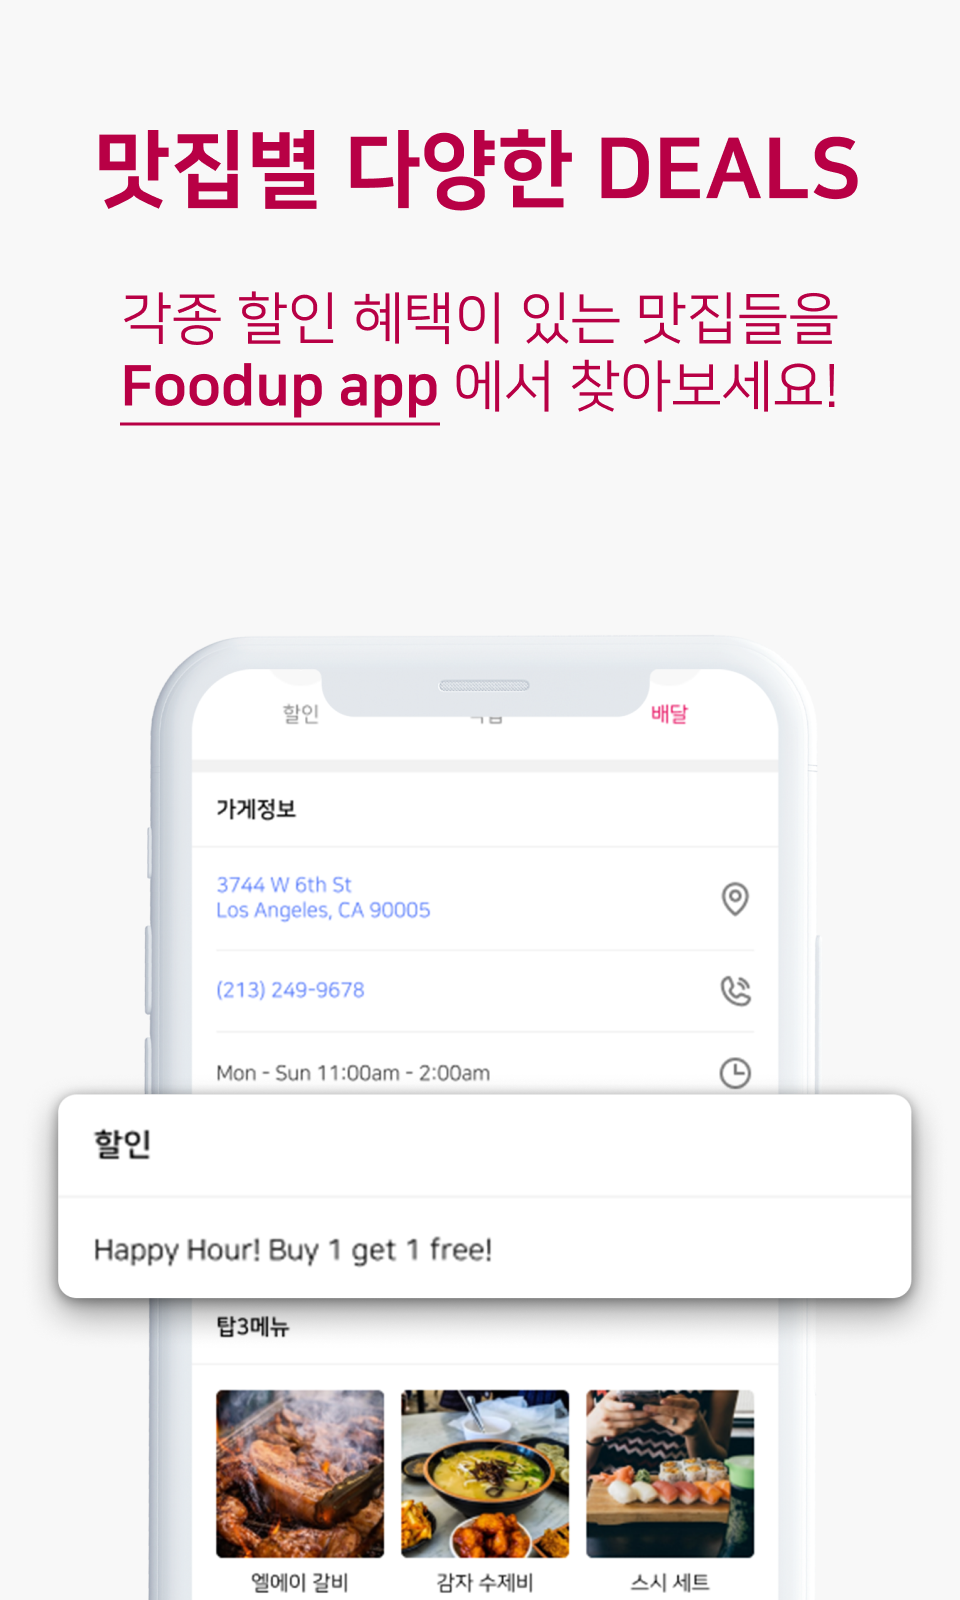 맛집별 다양한 DEALS
각종 할인 혜택이 있는 맛집들을
Foodup app 에서 찾아보세요!
할인 배달
가게정보
3744 W 6th St
Los Angeles, CA 90005
(213) 249-9678
Mon - Sun 11:00am - 2:00am
할인
Happy Hour! Buy 1 get 1 free!
탑3메뉴
엘에이 갈비 감자 수제비 스시 세트